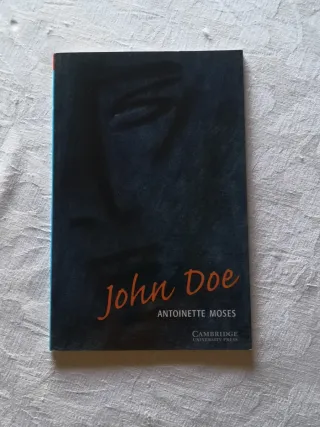 John Doe
ANTOINETTE MOSES
CAMBRIDGE
UNIVERSITY PRESS